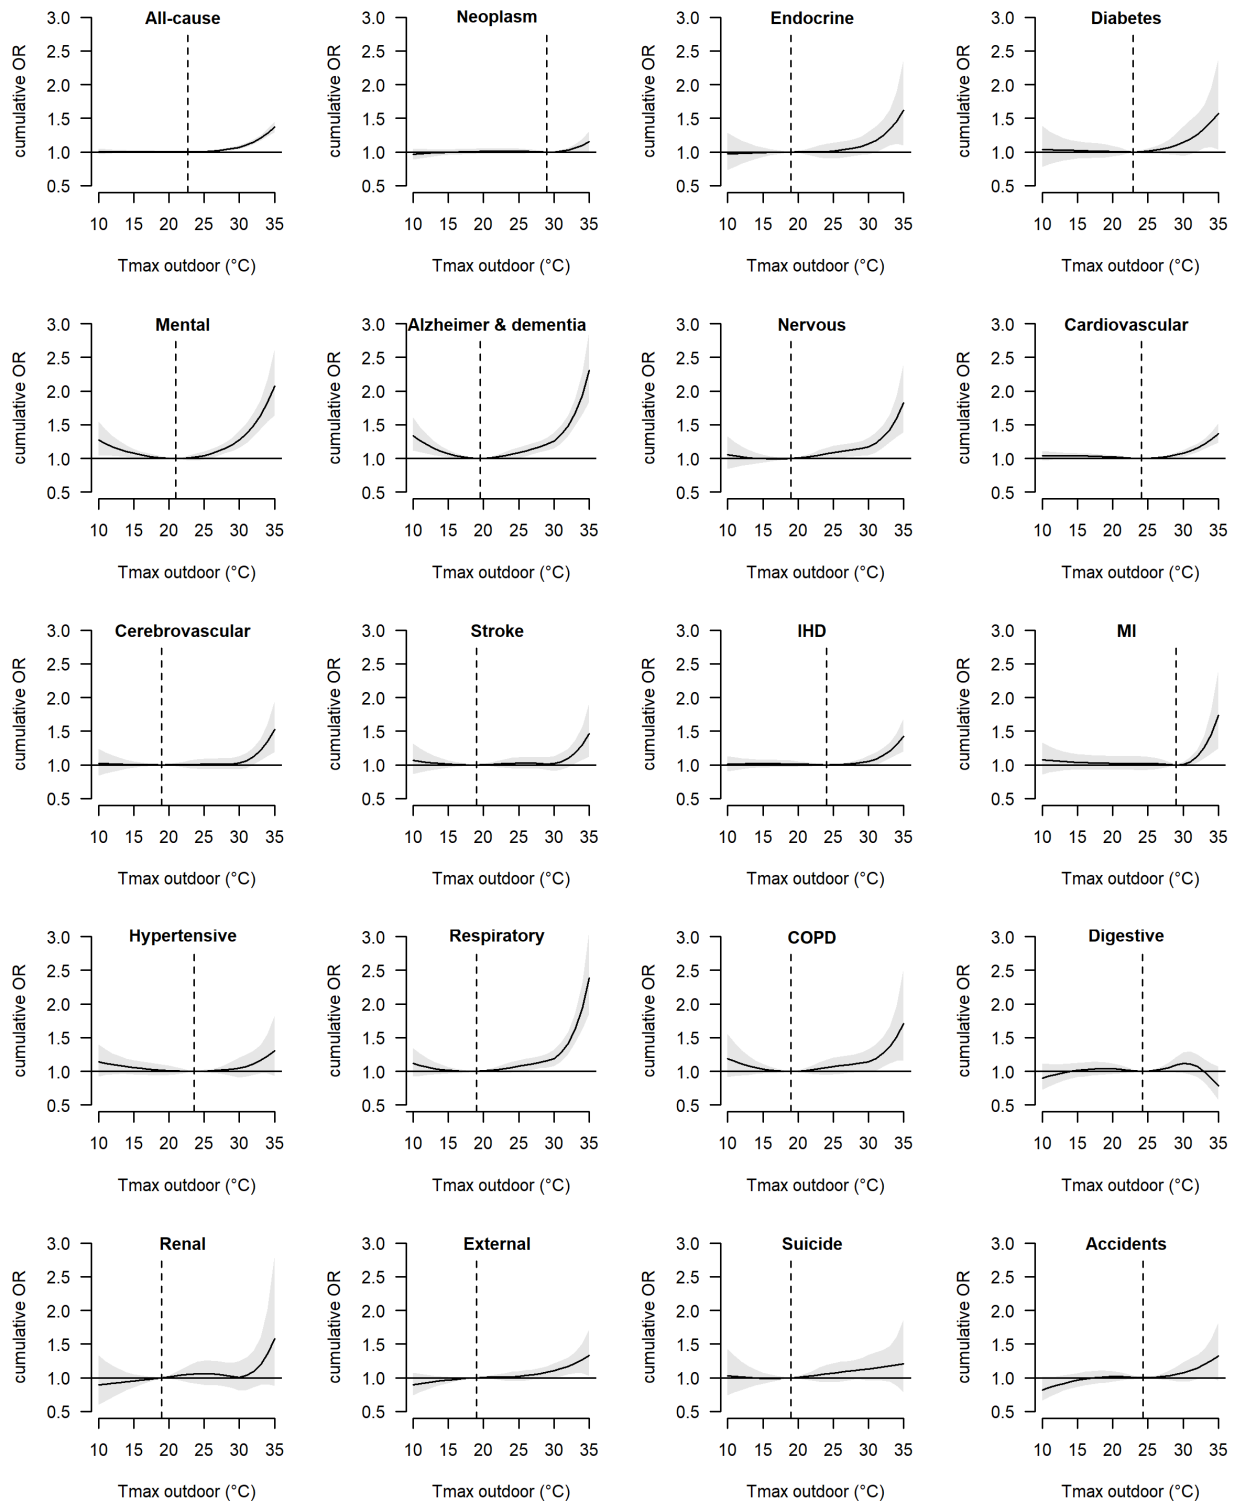 All-cause
cumulative OR
3.0
2.5
2.0
1.5
1.0
0.5
10 15 20 25 30 35
Tmax outdoor (°C)
Neoplasm
cumulative OR
3.0
2.5
2.0
1.5
1.0
0.5
10 15 20 25 30 35
Tmax outdoor (°C)
Endocrine
cumulative OR
3.0
2.5
2.0
1.5
1.0
0.5
10 15 20 25 30 35
Tmax outdoor (°C)
Diabetes
cumulative OR
3.0
2.5
2.0
1.5
1.0
0.5
10 15 20 25 30 35
Tmax outdoor (°C)
Mental
cumulative OR
3.0
2.5
2.0
1.5
1.0
0.5
10 15 20 25 30 35
Tmax outdoor (°C)
Alzheimer & dementia
cumulative OR
3.0
2.5
2.0
1.5
1.0
0.5
10 15 20 25 30 35
Tmax outdoor (°C)
Nervous
cumulative OR
3.0
2.5
2.0
1.5
1.0
0.5
10 15 20 25 30 35
Tmax outdoor (°C)
Cardiovascular
cumulative OR
3.0
2.5
2.0
1.5
1.0
0.5
10 15 20 25 30 35
Tmax outdoor (°C)
Cerebrovascular
cumulative OR
3.0
2.5
2.0
1.5
1.0
0.5
10 15 20 25 30 35
Tmax outdoor (°C)
Stroke
cumulative OR
3.0
2.5
2.0
1.5
1.0
0.5
10 15 20 25 30 35
Tmax outdoor (°C)
IHD
cumulative OR
3.0
2.5
2.0
1.5
1.0
0.5
10 15 20 25 30 35
Tmax outdoor (°C)
MI
cumulative OR
3.0
2.5
2.0
1.5
1.0
0.5
10 15 20 25 30 35
Tmax outdoor (°C)
Hypertensive
cumulative OR
3.0
2.5
2.0
1.5
1.0
0.5
10 15 20 25 30 35
Tmax outdoor (°C)
Respiratory
cumulative OR
3.0
2.5
2.0
1.5
1.0
0.5
10 15 20 25 30 35
Tmax outdoor (°C)
COPD
cumulative OR
3.0
2.5
2.0
1.5
1.0
0.5
10 15 20 25 30 35
Tmax outdoor (°C)
Digestive
cumulative OR
3.0
2.5
2.0
1.5
1.0
0.5
10 15 20 25 30 35
Tmax outdoor (°C)
Renal
cumulative OR
3.0
2.5
2.0
1.5
1.0
0.5
10 15 20 25 30 35
Tmax outdoor (°C)
External
cumulative OR
3.0
2.5
2.0
1.5
1.0
0.5
10 15 20 25 30 35
Tmax outdoor (°C)
Suicide
cumulative OR
3.0
2.5
2.0
1.5
1.0
0.5
10 15 20 25 30 35
Tmax outdoor (°C)
Accidents
cumulative OR
3.0
2.5
2.0
1.5
1.0
0.5
10 15 20 25 30 35
Tmax outdoor (°C)